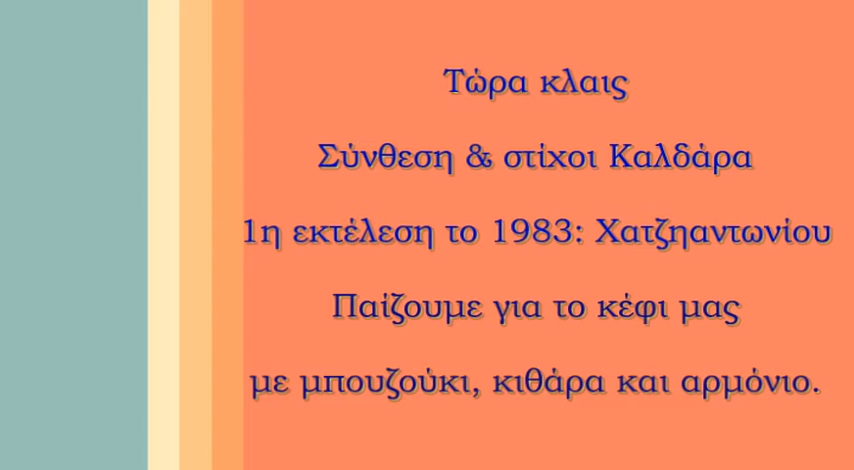 Τώρα κλαις
Σύνθεση & στίχοι Καλδάρα
1η εκτέλεση το 1983: Χατζηαντωνίου
Παίζουμε για το κέφι μας
με μπουζούκι, κιθάρα και αρμόνιο.